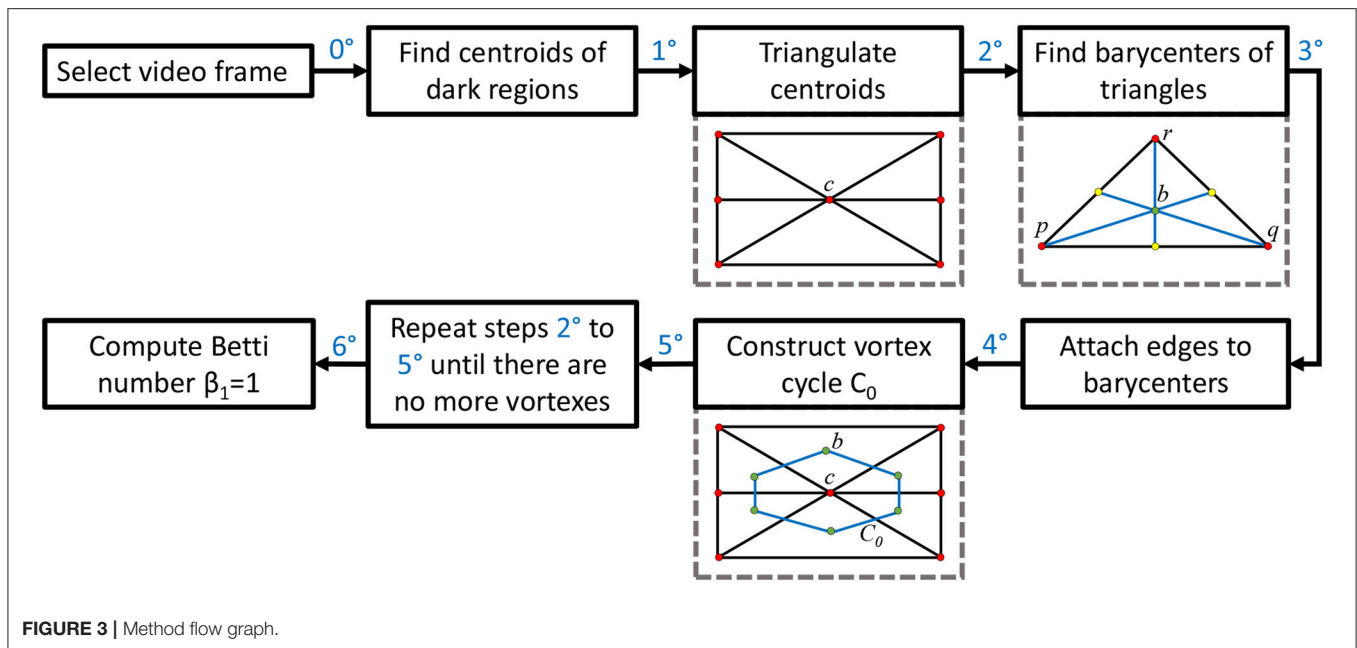 Select video frame
0°
Find centroids of
dark regions
1°
Triangulate
centroids
2°
Find barycenters of
triangles
3°
c
r
b
p
q
Compute Betti
number β₁=1
6°
Repeat steps 2° to
5° until there are
no more vortexes
5°
Construct vortex
cycle C₀
4°
Attach edges to
barycenters
b
c
C₀
FIGURE 3 | Method flow graph.